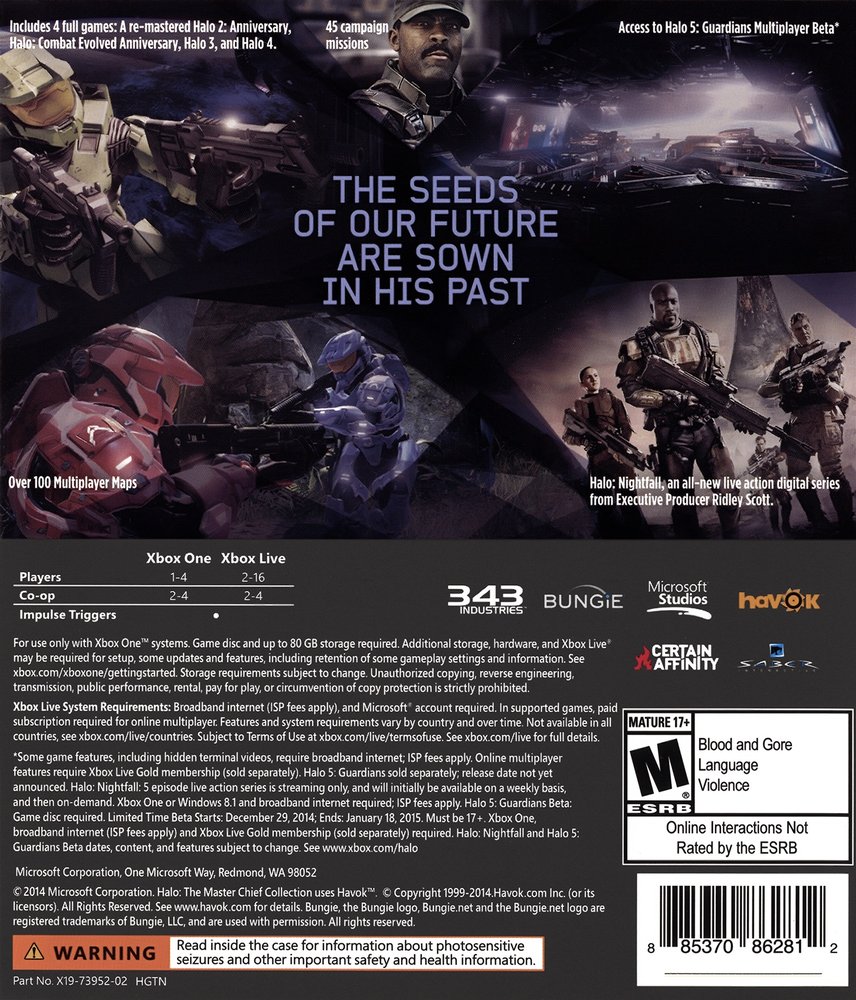 Includes 4 full games: A re-mastered Halo 2: Anniversary,
Halo: Combat Evolved Anniversary, Halo 3, and Halo 4.
45 campaign
missions
Access to Halo 5: Guardians Multiplayer Beta*
THE SEEDS
OF OUR FUTURE
ARE SOWN
IN HIS PAST
Over 100 Multiplayer Maps
Halo: Nightfall, an all-new live action digital series
from Executive Producer Ridley Scott.
Xbox One Xbox Live
Players 1-4 2-16
Co-op 2-4 2-4
Impulse Triggers •
343
INDUSTRIES
BUNGiE
Microsoft
Studios
havok
CERTAIN
AFFINITY
SABER
For use only with Xbox One™ systems. Game disc and up to 80 GB storage required. Additional storage, hardware, and Xbox Live®
may be required for setup, some updates and features, including retention of some gameplay settings and information. See
xbox.com/xboxone/gettingstarted. Storage requirements subject to change. Unauthorized copying, reverse engineering,
transmission, public performance, rental, pay for play, or circumvention of copy protection is strictly prohibited.
Xbox Live System Requirements: Broadband internet (ISP fees apply), and Microsoft® account required. In supported games, paid
subscription required for online multiplayer. Features and system requirements vary by country and over time. Not available in all
countries, see xbox.com/live/countries. Subject to Terms of Use at xbox.com/live/termsofuse. See xbox.com/live for full details.
*Some game features, including hidden terminal videos, require broadband internet; ISP fees apply. Online multiplayer
features require Xbox Live Gold membership (sold separately). Halo 5: Guardians sold separately; release date not yet
announced. Halo: Nightfall: 5 episode live action series is streaming only, and will initially be available on a weekly basis,
and then on-demand. Xbox One or Windows 8.1 and broadband internet required; ISP fees apply. Halo 5: Guardians Beta:
Game disc required. Limited Time Beta Starts: December 29, 2014; Ends: January 18, 2015. Must be 17+. Xbox One,
broadband internet (ISP fees apply) and Xbox Live Gold membership (sold separately) required. Halo: Nightfall and Halo 5:
Guardians Beta dates, content, and features subject to change. See www.xbox.com/halo
Microsoft Corporation, One Microsoft Way, Redmond, WA 98052
© 2014 Microsoft Corporation. Halo: The Master Chief Collection uses Havok™. © Copyright 1999-2014.Havok.com Inc. (or its
licensors). All Rights Reserved. See www.havok.com for details. Bungie, the Bungie logo, Bungie.net and the Bungie.net logo are
registered trademarks of Bungie, LLC, and are used with permission. All rights reserved.
WARNING
Read inside the case for information about photosensitive
seizures and other important safety and health information.
Part No. X19-73952-02 HGTN
MATURE 17+
M
®
ESRB
Blood and Gore
Language
Violence
Online Interactions Not
Rated by the ESRB
8 85370 86281 2